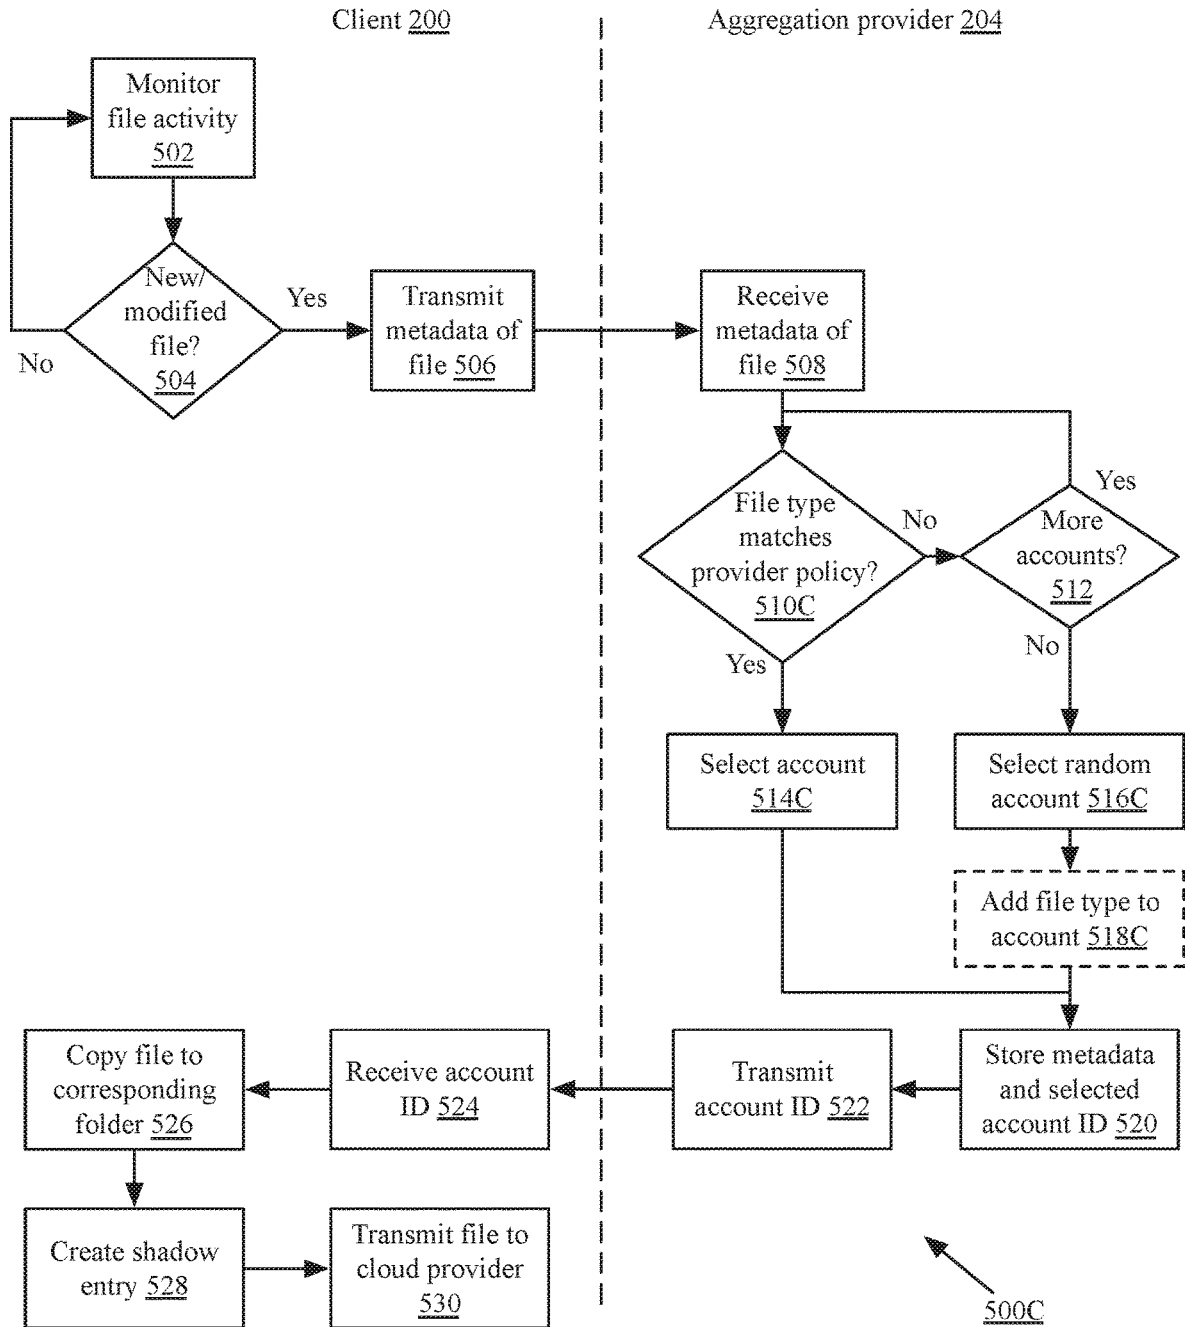 Client 200
Aggregation provider 204
Monitor
file activity
502
New/
modified
file?
504
Yes
No
Transmit
metadata of
file 506
Receive
metadata of
file 508
File type
matches
provider policy?
510C
No
Yes
More
accounts?
512
Yes
No
Select account
514C
Select random
account 516C
Add file type to
account 518C
Store metadata
and selected
account ID 520
Transmit
account ID 522
Receive account
ID 524
Copy file to
corresponding
folder 526
Create shadow
entry 528
Transmit file to
cloud provider
530
500C